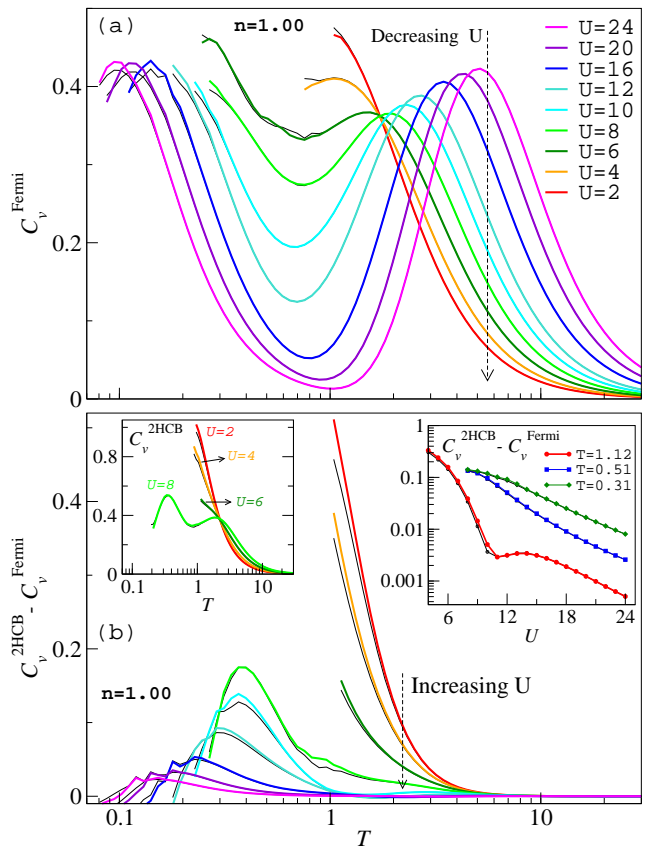 (a)
n=1.00
Decreasing U
U=24
U=20
U=16
U=12
U=10
U=8
U=6
U=4
U=2
C_v^Fermi
0.4
0.2
0
0.1
1
10
T
C_v^2HCB
U=2
U=4
U=6
U=8
0.8
0.4
0
1
10
T
C_v^2HCB - C_v^Fermi
T=1.12
T=0.51
T=0.31
1
0.1
0.01
0.001
6
12
18
24
U
C_v^2HCB - C_v^Fermi
(b)
n=1.00
Increasing U
0.4
0.2
0
0.1
1
10
T